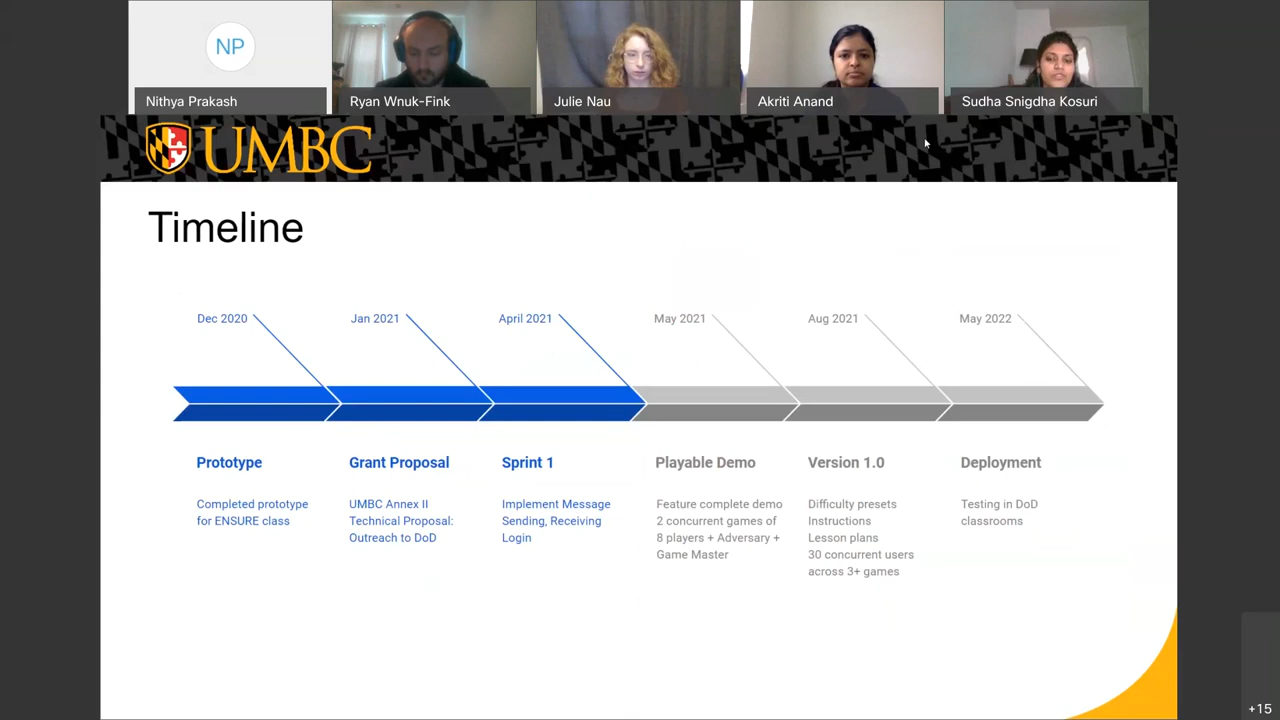 NP
Nithya Prakash
Ryan Wnuk-Fink
Julie Nau
Akriti Anand
Sudha Snigdha Kosuri
UMBC
Timeline
Dec 2020
Jan 2021
April 2021
May 2021
Aug 2021
May 2022
Prototype
Completed prototype
for ENSURE class
Grant Proposal
UMBC Annex II
Technical Proposal:
Outreach to DoD
Sprint 1
Implement Message
Sending, Receiving
Login
Playable Demo
Feature complete demo
2 concurrent games of
8 players + Adversary +
Game Master
Version 1.0
Difficulty presets
Instructions
Lesson plans
30 concurrent users
across 3+ games
Deployment
Testing in DoD
classrooms
+15